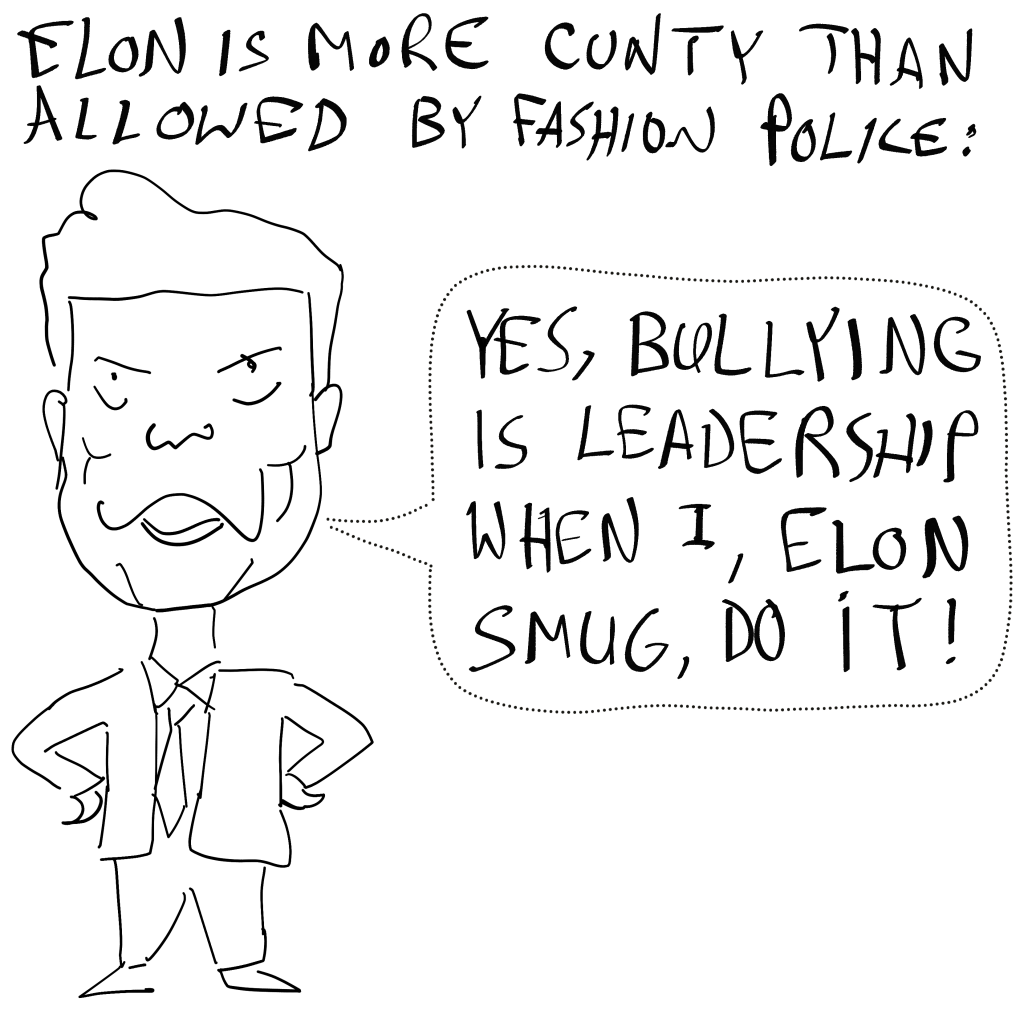 ELON IS MORE CUNTY THAN
ALLOWED BY FASHION POLICE:
YES, BULLYING
IS LEADERSHIP
WHEN I, ELON
SMUG, DO IT!